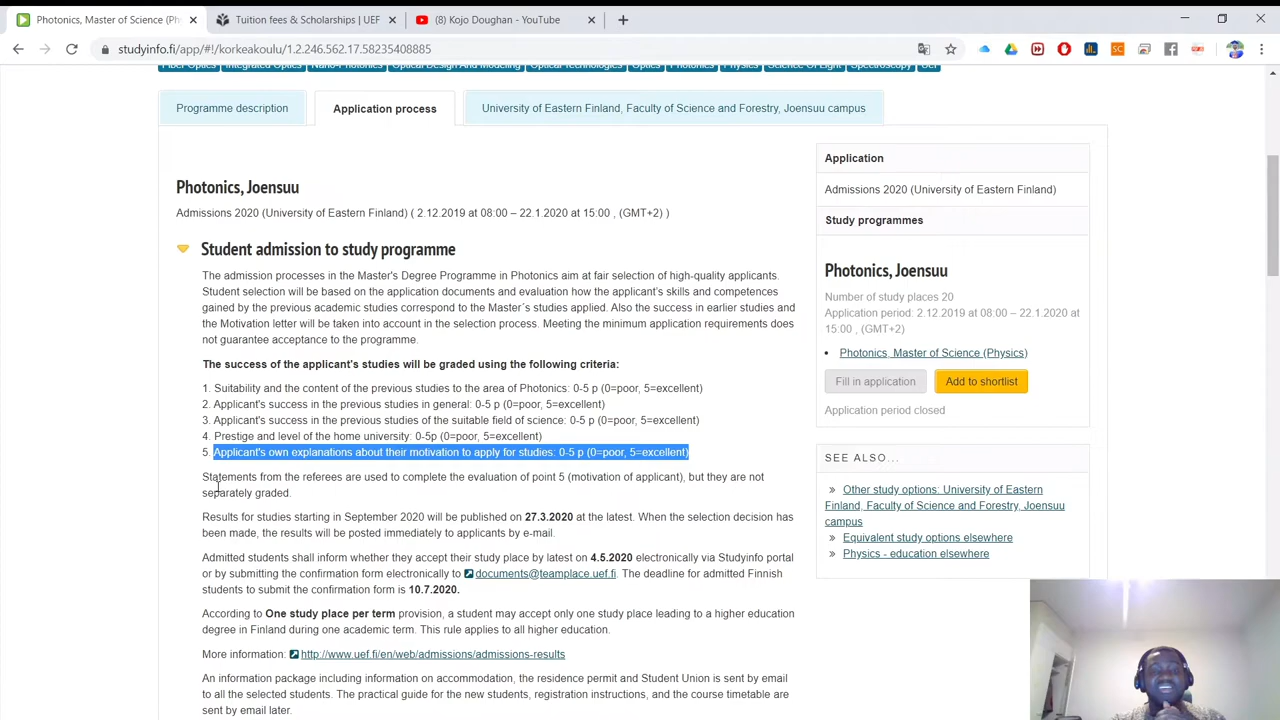 Photonics, Master of Science (Ph
Tuition fees & Scholarships | UEF
(8) Kojo Doughan - YouTube
studyinfo.fi/app/#!/korkeakoulu/1.2.246.562.17.58235408885
Fiber Optics Integrated Optics Nano-Photonics Optical Design And Modeling Optical Technologies Optics Photonics Physics Science Of Light Spectroscopy Uef
Programme description
Application process
University of Eastern Finland, Faculty of Science and Forestry, Joensuu campus
Photonics, Joensuu
Admissions 2020 (University of Eastern Finland) ( 2.12.2019 at 08:00 – 22.1.2020 at 15:00 , (GMT+2) )
Student admission to study programme
The admission processes in the Master's Degree Programme in Photonics aim at fair selection of high-quality applicants.
Student selection will be based on the application documents and evaluation how the applicant's skills and competences
gained by the previous academic studies correspond to the Master´s studies applied. Also the success in earlier studies and
the Motivation letter will be taken into account in the selection process. Meeting the minimum application requirements does
not guarantee acceptance to the programme.
The success of the applicant's studies will be graded using the following criteria:
1. Suitability and the content of the previous studies to the area of Photonics: 0-5 p (0=poor, 5=excellent)
2. Applicant's success in the previous studies in general: 0-5 p (0=poor, 5=excellent)
3. Applicant's success in the previous studies of the suitable field of science: 0-5 p (0=poor, 5=excellent)
4. Prestige and level of the home university: 0-5p (0=poor, 5=excellent)
5. Applicant's own explanations about their motivation to apply for studies: 0-5 p (0=poor, 5=excellent)
Statements from the referees are used to complete the evaluation of point 5 (motivation of applicant), but they are not
separately graded.
Results for studies starting in September 2020 will be published on 27.3.2020 at the latest. When the selection decision has
been made, the results will be posted immediately to applicants by e-mail.
Admitted students shall inform whether they accept their study place by latest on 4.5.2020 electronically via Studyinfo portal
or by submitting the confirmation form electronically to documents@teamplace.uef.fi. The deadline for admitted Finnish
students to submit the confirmation form is 10.7.2020.
According to One study place per term provision, a student may accept only one study place leading to a higher education
degree in Finland during one academic term. This rule applies to all higher education.
More information: http://www.uef.fi/en/web/admissions/admissions-results
An information package including information on accommodation, the residence permit and Student Union is sent by email
to all the selected students. The practical guide for the new students, registration instructions, and the course timetable are
sent by email later.
Application
Admissions 2020 (University of Eastern Finland)
Study programmes
Photonics, Joensuu
Number of study places 20
Application period: 2.12.2019 at 08:00 – 22.1.2020 at
15:00 , (GMT+2)
Photonics, Master of Science (Physics)
Fill in application
Add to shortlist
Application period closed
SEE ALSO...
Other study options: University of Eastern
Finland, Faculty of Science and Forestry, Joensuu
campus
Equivalent study options elsewhere
Physics - education elsewhere